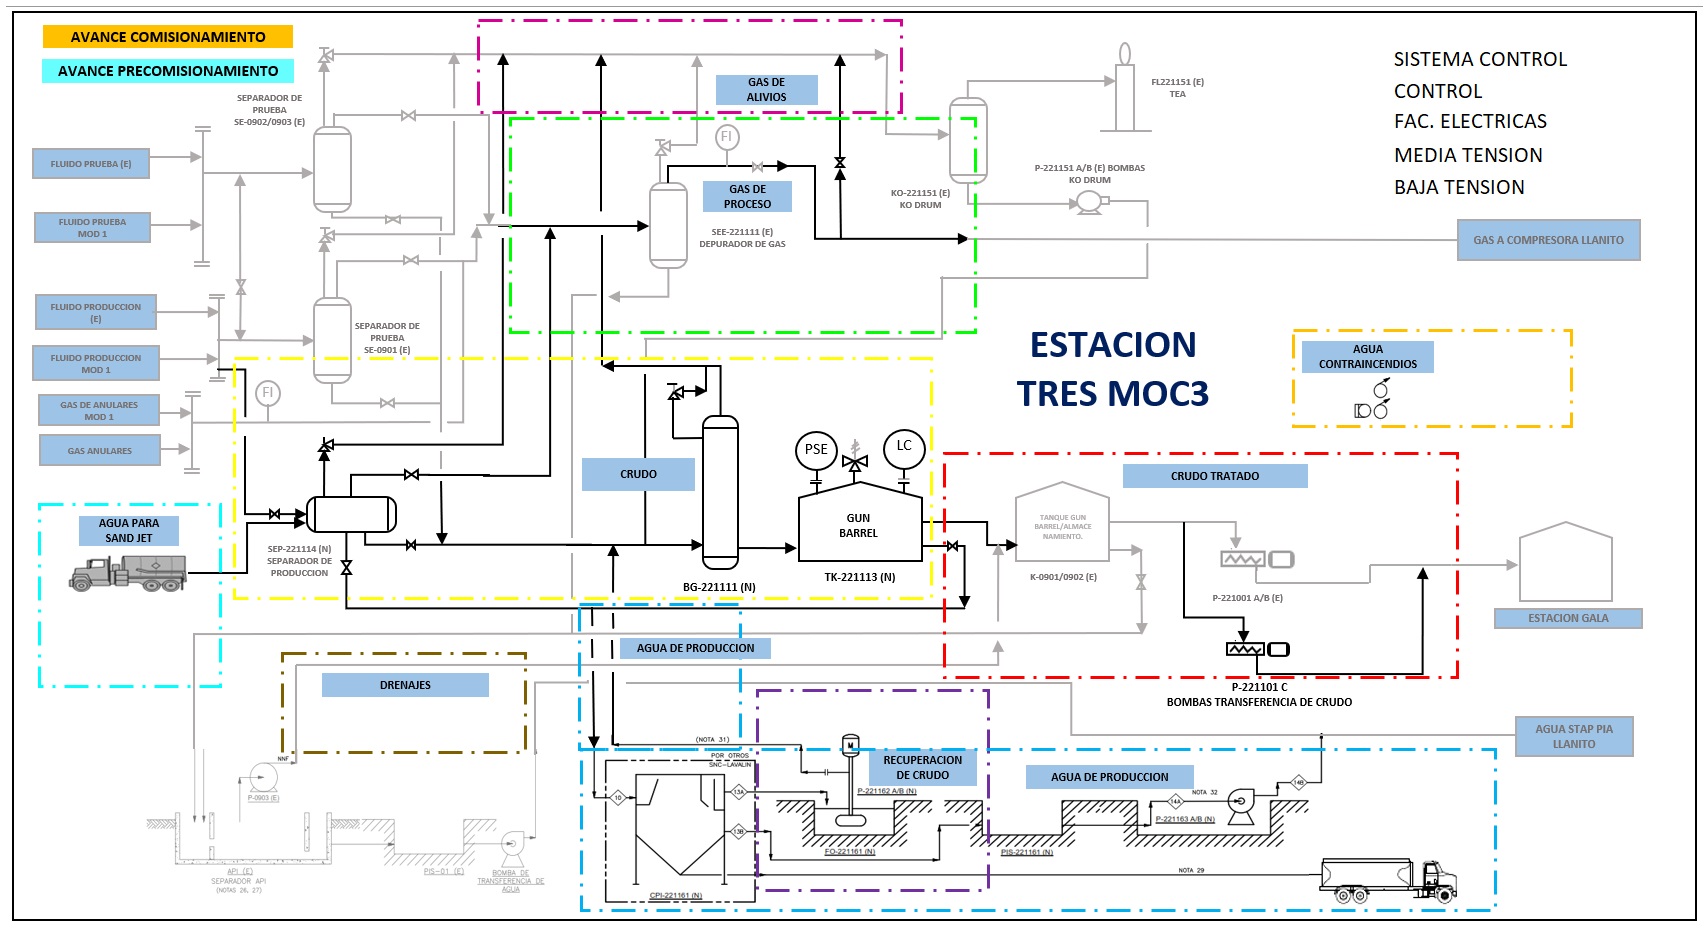 AVANCE COMISIONAMIENTO
AVANCE PRECOMISIONAMIENTO
SISTEMA CONTROL
CONTROL
FAC. ELECTRICAS
MEDIA TENSION
BAJA TENSION
SEPARADOR DE
PRUEBA
SE-0902/0903 (E)
GAS DE
ALIVIOS
FL221151 (E)
TEA
FLUIDO PRUEBA (E)
FLUIDO PRUEBA
MOD 1
FI
GAS DE
PROCESO
SEE-221111 (E)
DEPURADOR DE GAS
KO-221151 (E)
KO DRUM
P-221151 A/B (E) BOMBAS
KO DRUM
GAS A COMPRESORA LLANITO
FLUIDO PRODUCCION
(E)
FLUIDO PRODUCCION
MOD 1
SEPARADOR DE
PRUEBA
SE-0901 (E)
ESTACION
TRES MOC3
AGUA
CONTRAINCENDIOS
GAS DE ANULARES
MOD 1
GAS ANULARES
FI
CRUDO
PSE
LC
GUN
BARREL
CRUDO TRATADO
TANQUE GUN
BARREL/ALMACE
NAMIENTO.
AGUA PARA
SAND JET
SEP-221114 (N)
SEPARADOR DE
PRODUCCION
BG-221111 (N)
TK-221113 (N)
K-0901/0902 (E)
P-221001 A/B (E)
ESTACION GALA
AGUA DE PRODUCCION
DRENAJES
P-221101 C
BOMBAS TRANSFERENCIA DE CRUDO
AGUA STAP PIA
LLANITO
(NOTA 31)
POR OTROS
SNC-LAVALIN
M
RECUPERACION
DE CRUDO
P-221162 A/B (N)
AGUA DE PRODUCCION
NNF
P-0903 (E)
10
13A
13B
NOTA 32
14A
14B
P-221163 A/B (N)
FO-221161 (N)
PIS-221161 (N)
API (E)
SEPARADOR API
(NOTAS 26, 27)
PIS-01 (E)
BOMBA DE
TRANSFERENCIA DE
AGUA
CPI-221161 (N)
NOTA 29